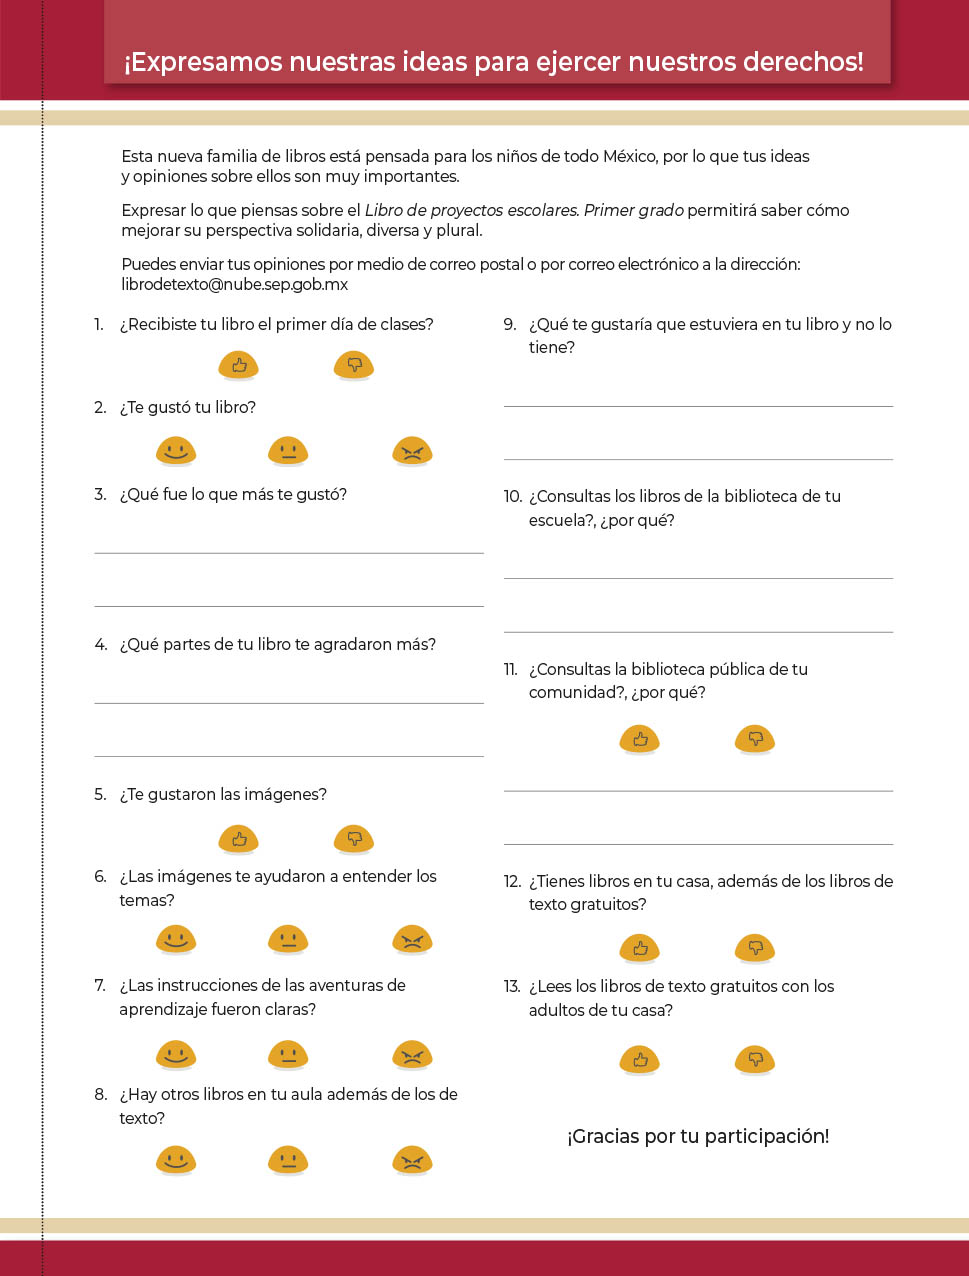 ¡Expresamos nuestras ideas para ejercer nuestros derechos!
Esta nueva familia de libros está pensada para los niños de todo México, por lo que tus ideas
y opiniones sobre ellos son muy importantes.
Expresar lo que piensas sobre el Libro de proyectos escolares. Primer grado permitirá saber cómo
mejorar su perspectiva solidaria, diversa y plural.
Puedes enviar tus opiniones por medio de correo postal o por correo electrónico a la dirección:
librodetexto@nube.sep.gob.mx
1. ¿Recibiste tu libro el primer día de clases?
2. ¿Te gustó tu libro?
3. ¿Qué fue lo que más te gustó?
4. ¿Qué partes de tu libro te agradaron más?
5. ¿Te gustaron las imágenes?
6. ¿Las imágenes te ayudaron a entender los
temas?
7. ¿Las instrucciones de las aventuras de
aprendizaje fueron claras?
8. ¿Hay otros libros en tu aula además de los de
texto?
9. ¿Qué te gustaría que estuviera en tu libro y no lo
tiene?
10. ¿Consultas los libros de la biblioteca de tu
escuela?, ¿por qué?
11. ¿Consultas la biblioteca pública de tu
comunidad?, ¿por qué?
12. ¿Tienes libros en tu casa, además de los libros de
texto gratuitos?
13. ¿Lees los libros de texto gratuitos con los
adultos de tu casa?
¡Gracias por tu participación!